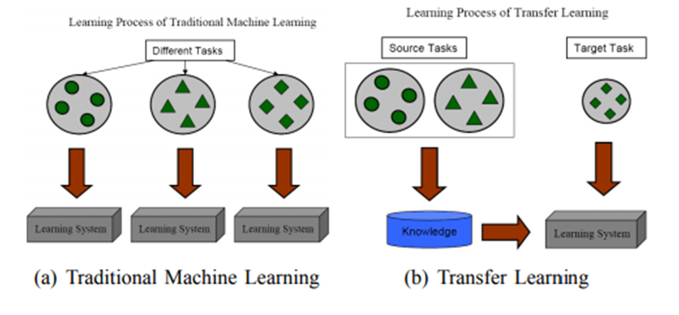 Learning Process of Traditional Machine Learning
Different Tasks
Learning System
Learning System
Learning System
(a) Traditional Machine Learning
Learning Process of Transfer Learning
Source Tasks
Target Task
Knowledge
Learning System
(b) Transfer Learning